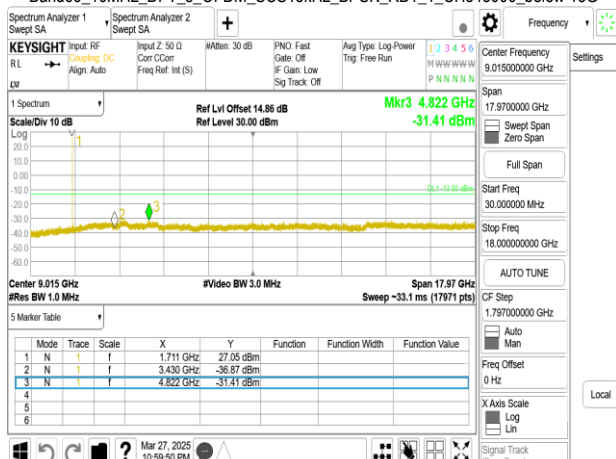 Spectrum Analyzer 1
Swept SA
Spectrum Analyzer 2
Swept SA
+
Frequency
KEYSIGHT
RL
Input: RF
Coupling: DC
Align: Auto
Input Z: 50 Ω
Corr CCorr
Freq Ref: Int (S)
#Atten: 30 dB
PNO: Fast
Gate: Off
IF Gain: Low
Sig Track: Off
Avg Type: Log-Power
Trig: Free Run
1 2 3 4 5 6
M W W W W W
P N N N N N
1 Spectrum
Scale/Div 10 dB
Ref Lvl Offset 14.86 dB
Ref Level 30.00 dBm
Mkr3 4.822 GHz
-31.41 dBm
Log
20.0
10.0
0.00
-10.0
-20.0
-30.0
-40.0
-50.0
-60.0
1
2
3
DL1 -13.00 dBm
Center 9.015 GHz
#Video BW 3.0 MHz
Span 17.97 GHz
#Res BW 1.0 MHz
Sweep ~33.1 ms (17971 pts)
5 Marker Table
Mode Trace Scale X Y Function Function Width Function Value
1 N 1 f 1.711 GHz 27.05 dBm
2 N 1 f 3.430 GHz -36.87 dBm
3 N 1 f 4.822 GHz -31.41 dBm
4
5
6
?
Mar 27, 2025
10:59:50 PM
Center Frequency
9.015000000 GHz
Settings
Span
17.9700000 GHz
Swept Span
Zero Span
Full Span
Start Freq
30.000000 MHz
Stop Freq
18.000000000 GHz
AUTO TUNE
CF Step
1.797000000 GHz
Auto
Man
Freq Offset
0 Hz
X Axis Scale
Log
Lin
Local
Signal Track